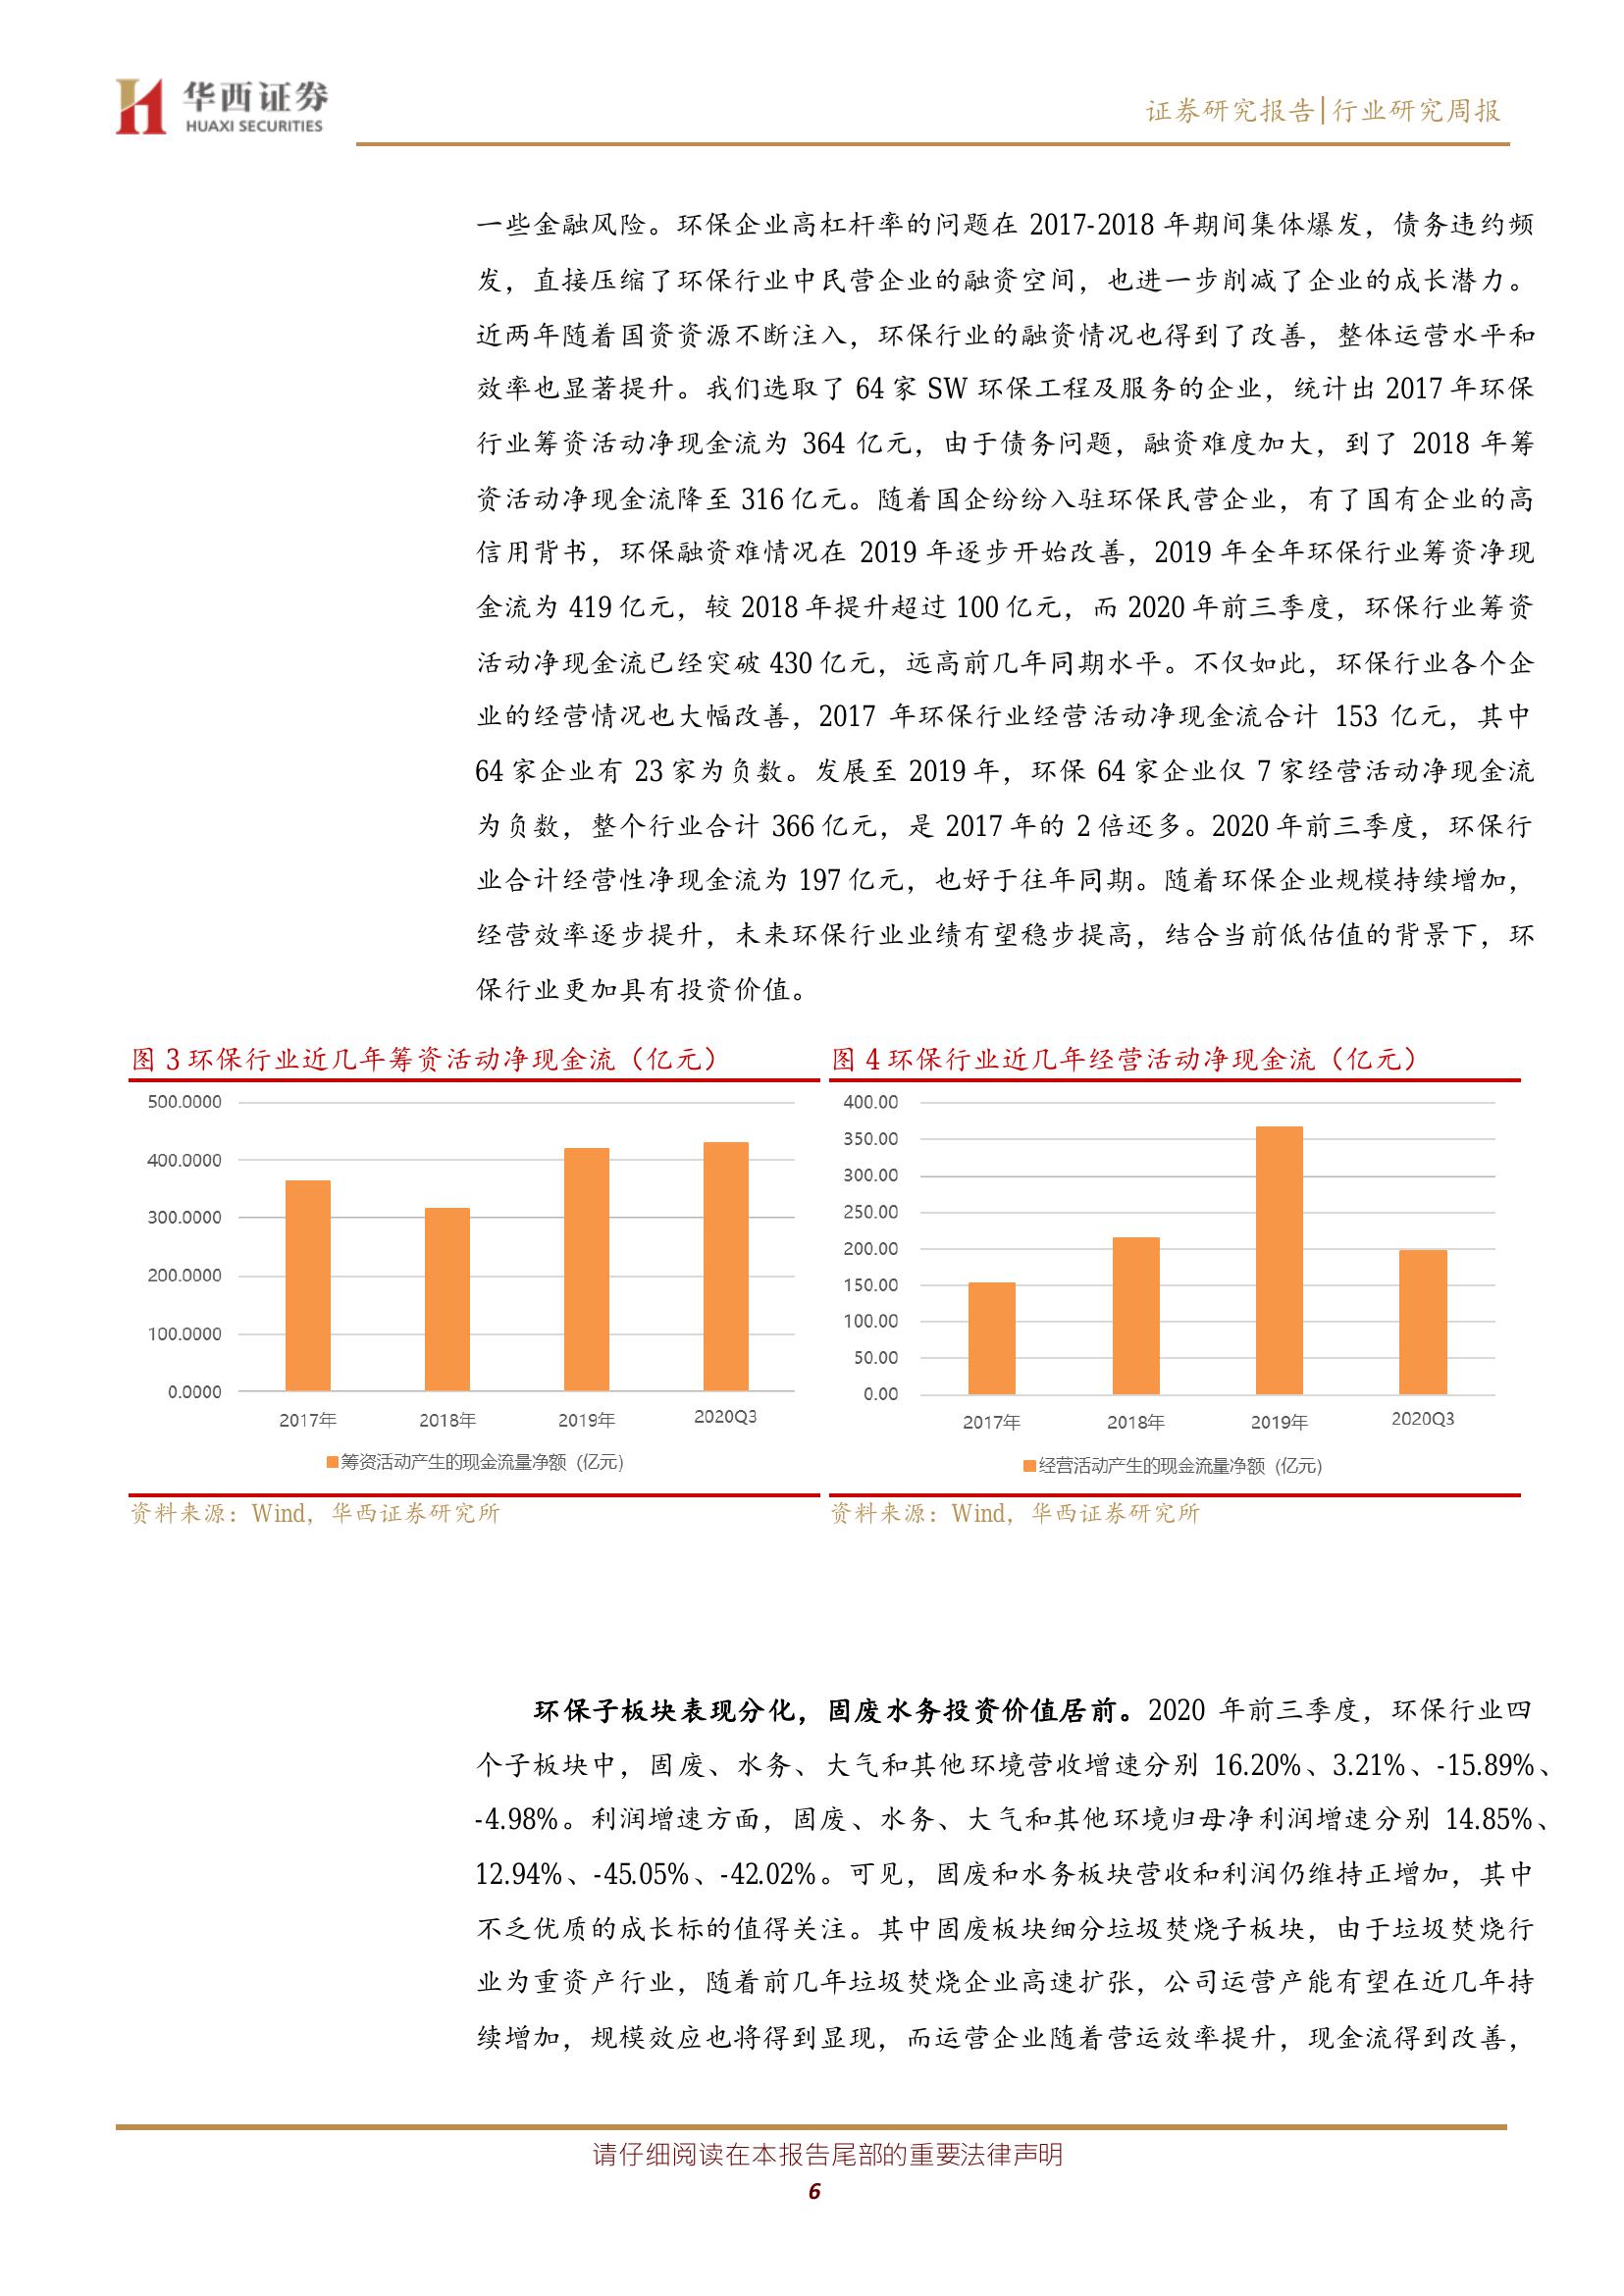 华西证券
HUAXI SECURITIES
证券研究报告|行业研究周报
一些金融风险。环保企业高杠杆率的问题在 2017-2018 年期间集体爆发，债务违约频
发，直接压缩了环保行业中民营企业的融资空间，也进一步削减了企业的成长潜力。
近两年随着国资资源不断注入，环保行业的融资情况也得到了改善，整体运营水平和
效率也显著提升。我们选取了 64 家 SW 环保工程及服务的企业，统计出 2017 年环保
行业筹资活动净现金流为 364 亿元，由于债务问题，融资难度加大，到了 2018 年筹
资活动净现金流降至 316 亿元。随着国企纷纷入驻环保民营企业，有了国有企业的高
信用背书，环保融资难情况在 2019 年逐步开始改善，2019 年全年环保行业筹资净现
金流为 419 亿元，较 2018 年提升超过 100 亿元，而 2020 年前三季度，环保行业筹资
活动净现金流已经突破 430 亿元，远高前几年同期水平。不仅如此，环保行业各个企
业的经营情况也大幅改善，2017 年环保行业经营活动净现金流合计 153 亿元，其中
64 家企业有 23 家为负数。发展至 2019 年，环保 64 家企业仅 7 家经营活动净现金流
为负数，整个行业合计 366 亿元，是 2017 年的 2 倍还多。2020 年前三季度，环保行
业合计经营性净现金流为 197 亿元，也好于往年同期。随着环保企业规模持续增加，
经营效率逐步提升，未来环保行业业绩有望稳步提高，结合当前低估值的背景下，环
保行业更加具有投资价值。
图 3 环保行业近几年筹资活动净现金流（亿元）
500.0000
400.0000
300.0000
200.0000
100.0000
0.0000
2017年 2018年 2019年 2020Q3
筹资活动产生的现金流量净额 (亿元)
资料来源：Wind，华西证券研究所
图 4 环保行业近几年经营活动净现金流（亿元）
400.00
350.00
300.00
250.00
200.00
150.00
100.00
50.00
0.00
2017年 2018年 2019年 2020Q3
经营活动产生的现金流量净额 (亿元)
资料来源：Wind，华西证券研究所
环保子板块表现分化，固废水务投资价值居前。2020 年前三季度，环保行业四
个子板块中，固废、水务、大气和其他环境营收增速分别 16.20%、3.21%、-15.89%、
-4.98%。利润增速方面，固废、水务、大气和其他环境归母净利润增速分别 14.85%、
12.94%、-45.05%、-42.02%。可见，固废和水务板块营收和利润仍维持正增加，其中
不乏优质的成长标的值得关注。其中固废板块细分垃圾焚烧子板块，由于垃圾焚烧行
业为重资产行业，随着前几年垃圾焚烧企业高速扩张，公司运营产能有望在近几年持
续增加，规模效应也将得到显现，而运营企业随着营运效率提升，现金流得到改善，
请仔细阅读在本报告尾部的重要法律声明
6